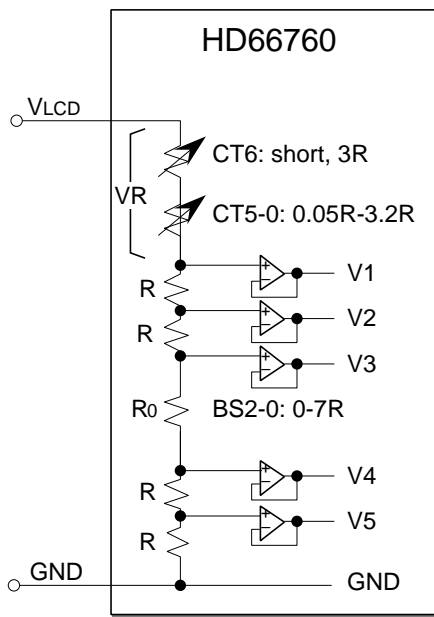 HD66760
VLCD
CT6: short, 3R
VR
CT5-0: 0.05R-3.2R
V1
R
V2
R
V3
R0 BS2-0: 0-7R
V4
R
V5
R
GND GND